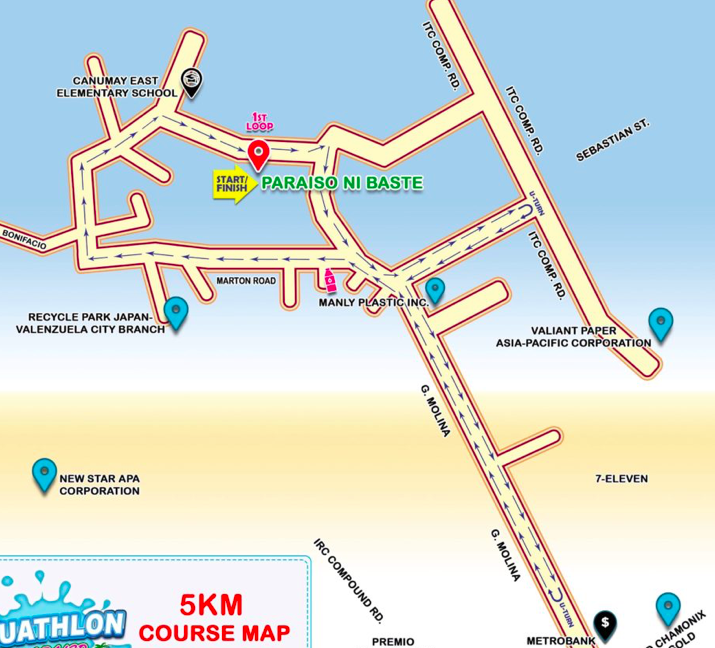 ITC COMP. RD.
ITC COMP. RD.
CANUMAY EAST
ELEMENTARY SCHOOL
1ST
LOOP
SEBASTIAN ST.
START/
FINISH
PARAISO NI BASTE
U-TURN
BONIFACIO
ITC COMP. RD.
MARTON ROAD
MANLY PLASTIC INC.
RECYCLE PARK JAPAN-
VALENZUELA CITY BRANCH
VALIANT PAPER
ASIA-PACIFIC CORPORATION
G. MOLINA
NEW STAR APA
CORPORATION
7-ELEVEN
G. MOLINA
IRC COMPOUND RD.
U-TURN
UATHLON
5KM
COURSE MAP
$
METROBANK
PREMIO
CHAMONIX
OLD